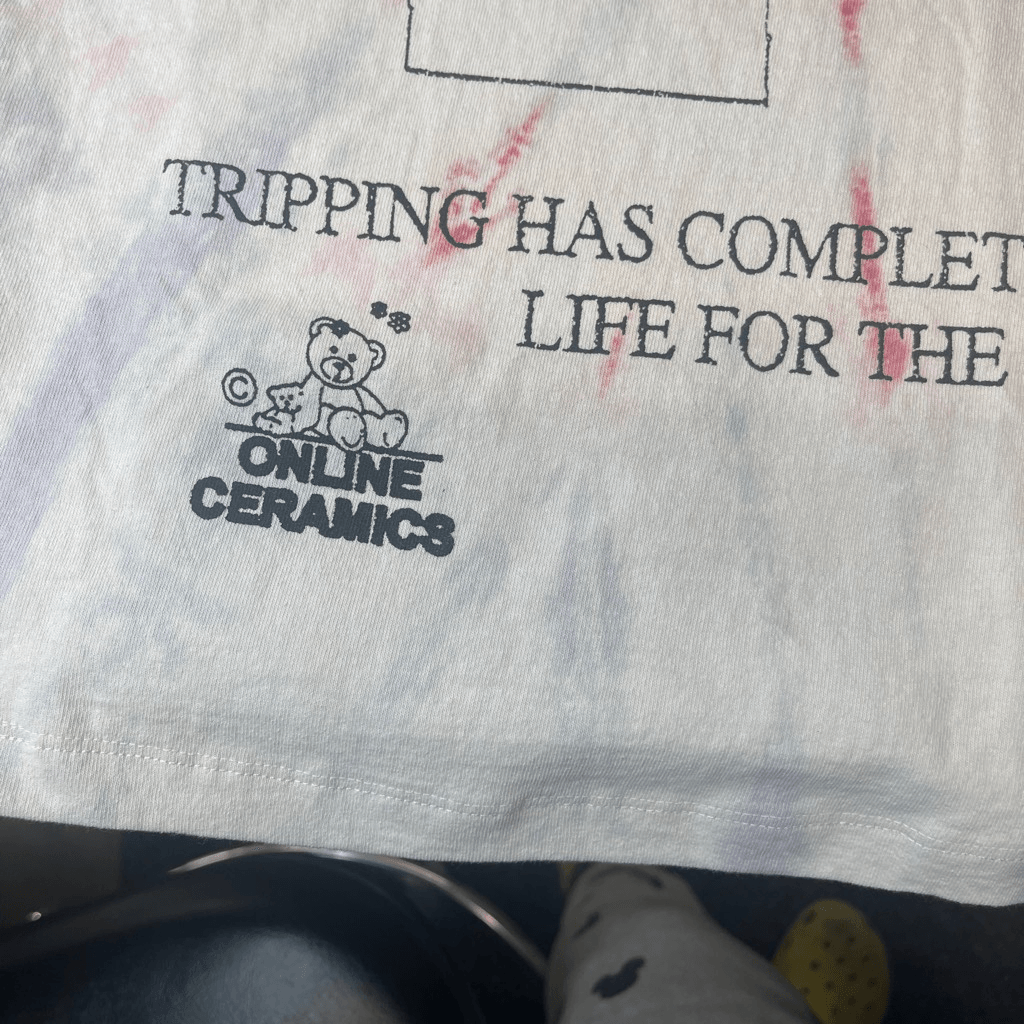 TRIPPING HAS COMPLET
LIFE FOR THE
©
ONLINE
CERAMICS